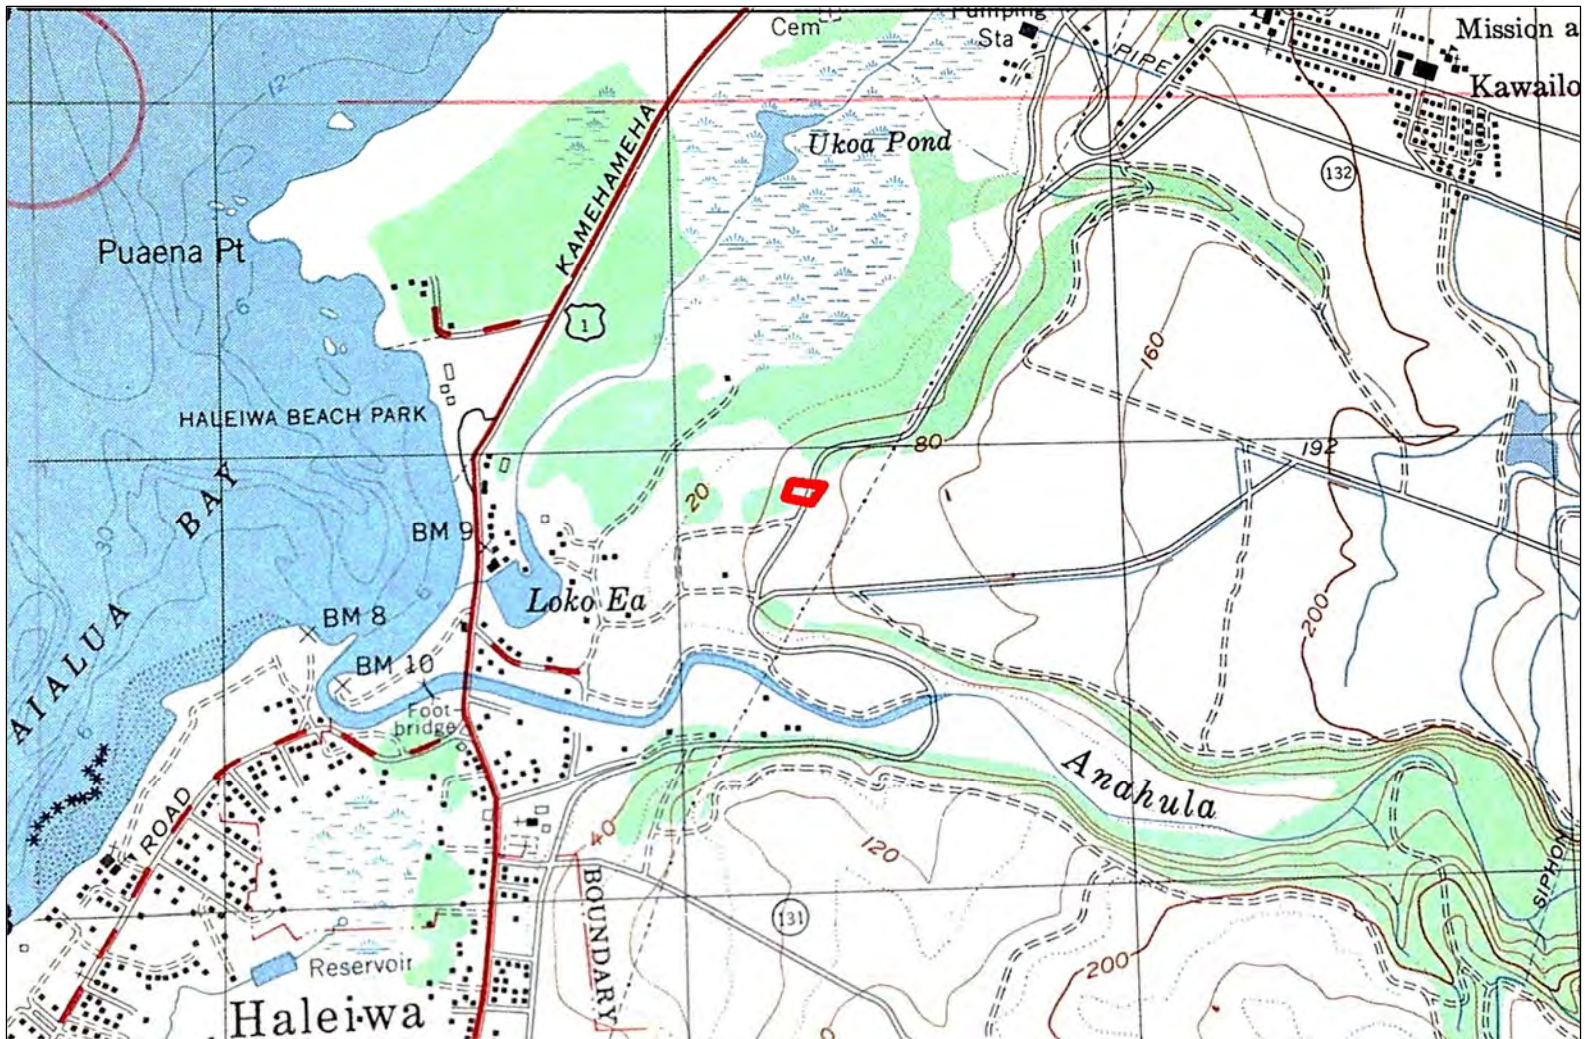 Cem
Pumping
Sta
PIPE
Mission a
Kawailo
12
KAMEHAMEHA
Ukoa Pond
132
Puaena Pt
6
1
160
HALEIWA BEACH PARK
80
192
BAY
20
30
BM 9
Loko Ea
6
200
BM 8
AIALUA
BM 10
Foot
bridge
6
Anahula
ROAD
40
120
SIPHON
BOUNDARY
131
Reservoir
200
Haleiwa
0